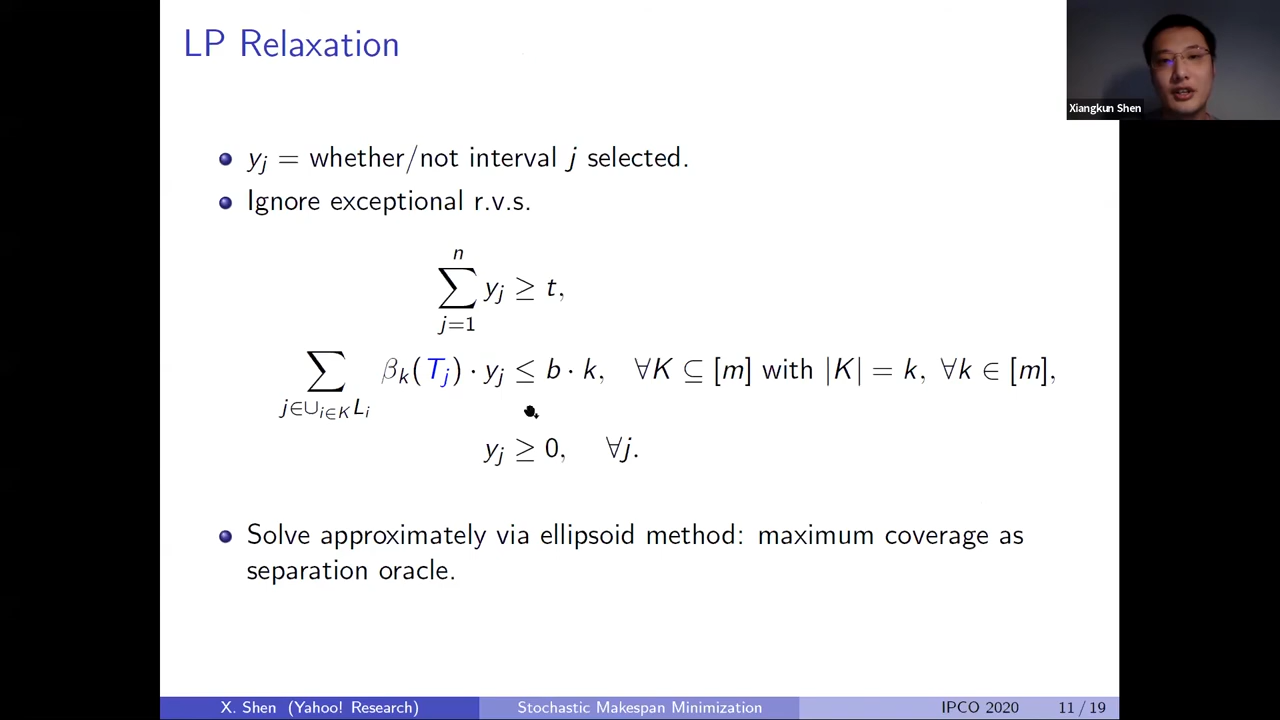 LP Relaxation
Xiangkun Shen
y_j = whether/not interval j selected.
Ignore exceptional r.v.s.
∑_{j=1}^{n} y_j ≥ t,
∑_{j∈∪_{i∈K} L_i} β_k(T_j) · y_j ≤ b · k, ∀K ⊆ [m] with |K| = k, ∀k ∈ [m],
y_j ≥ 0, ∀j.
Solve approximately via ellipsoid method: maximum coverage as
separation oracle.
X. Shen (Yahoo! Research) Stochastic Makespan Minimization IPCO 2020 11 / 19